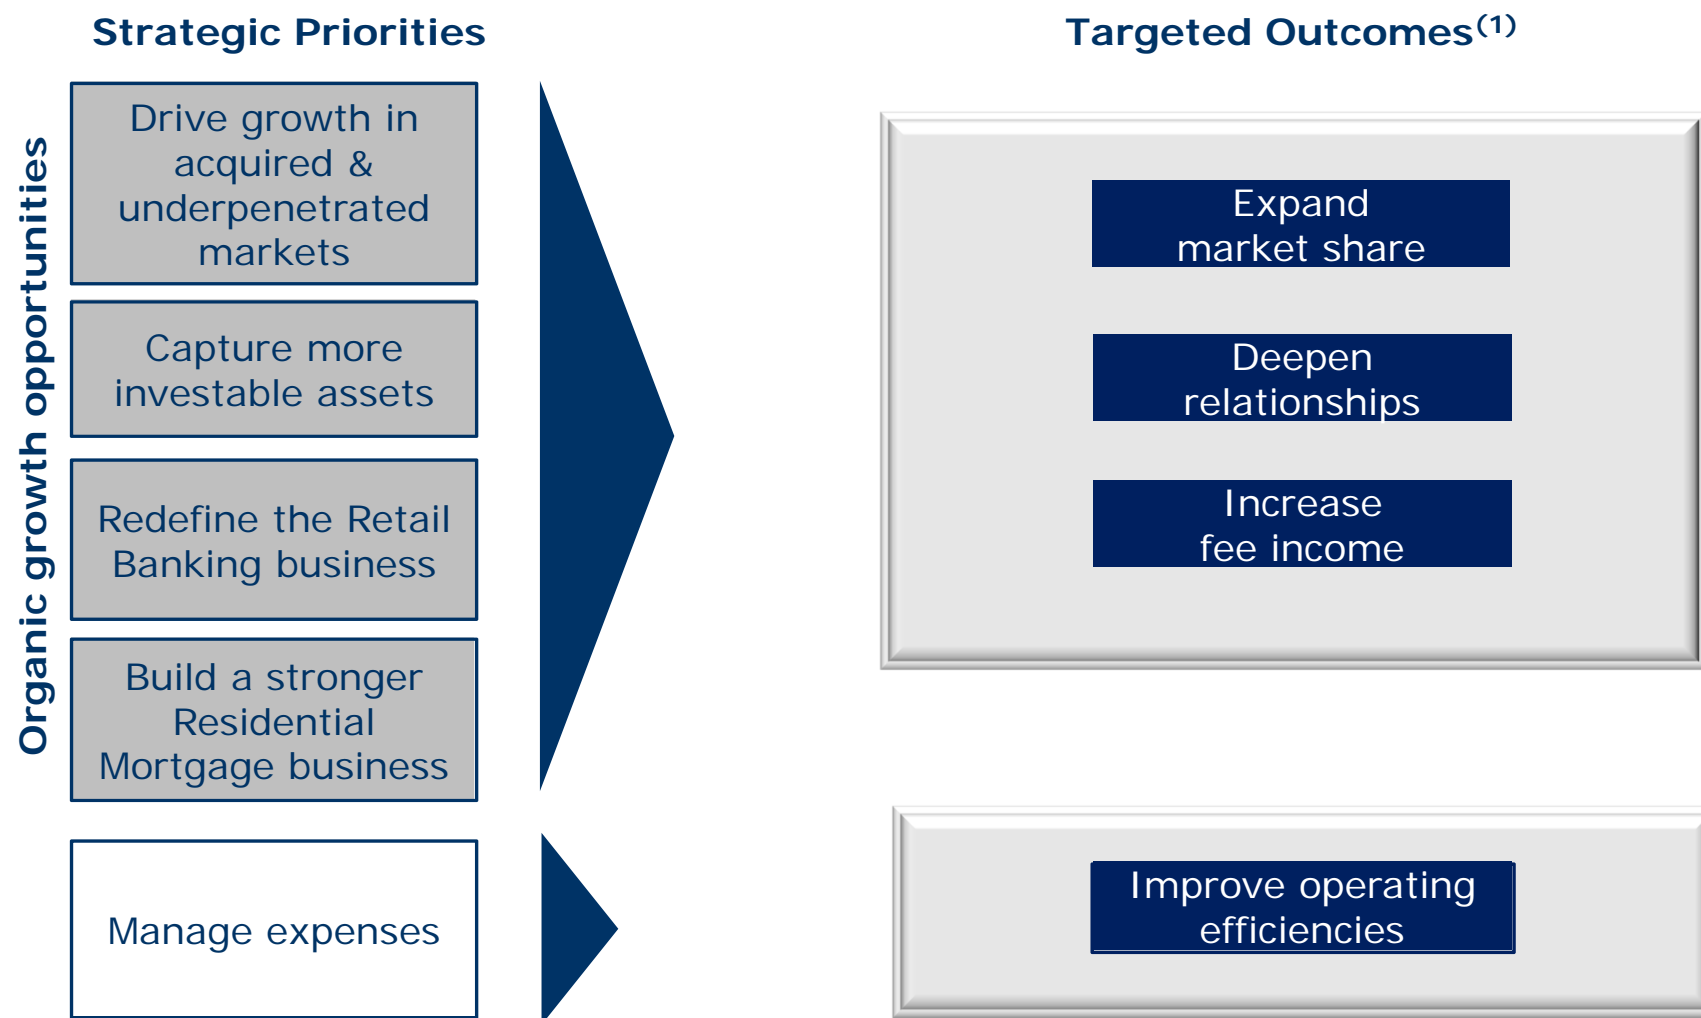 Strategic Priorities
Targeted Outcomes(1)
Organic growth opportunities
Drive growth in
acquired &
underpenetrated
markets
Capture more
investable assets
Redefine the Retail
Banking business
Build a stronger
Residential
Mortgage business
Manage expenses
Expand
market share
Deepen
relationships
Increase
fee income
Improve operating
efficiencies